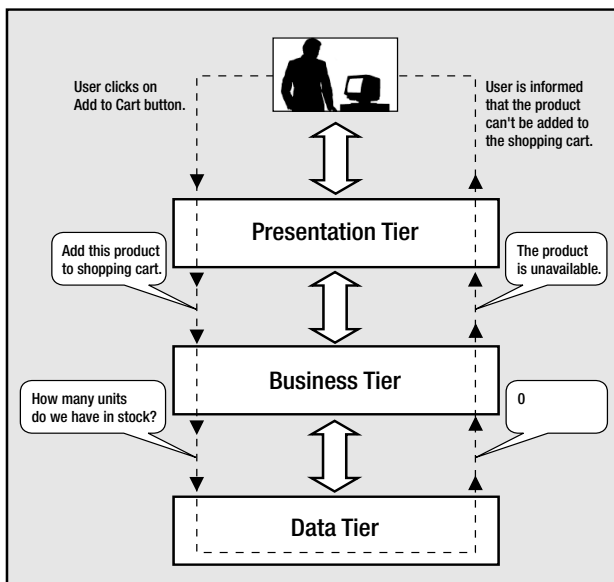 User clicks on
Add to Cart button.
User is informed
that the product
can't be added to
the shopping cart.
Presentation Tier
Add this product
to shopping cart.
The product
is unavailable.
Business Tier
How many units
do we have in stock?
0
Data Tier